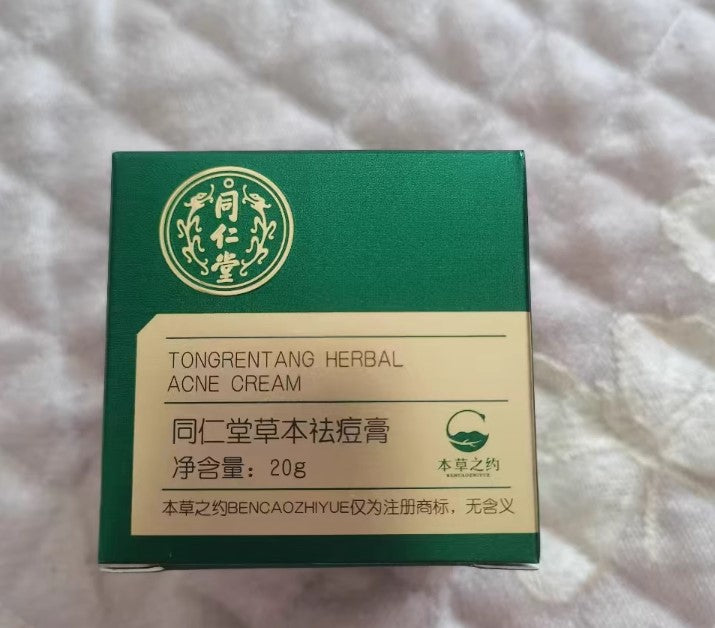 同仁堂
TONGRENTANG HERBAL
ACNE CREAM
同仁堂草本祛痘膏
净含量：20g
本草之约
BENCAOZHIYUE
本草之约BENCAOZHIYUE仅为注册商标，无含义